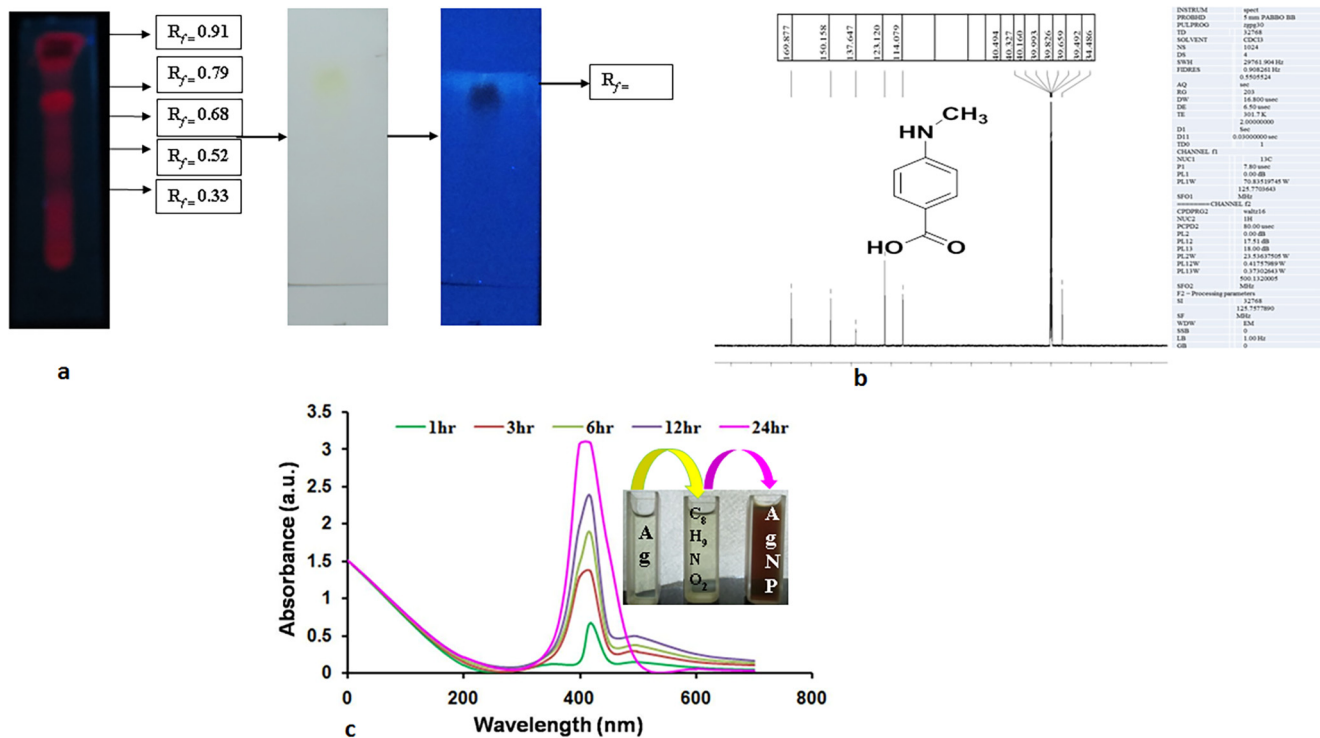 R_f = 0.91
R_f = 0.79
R_f = 0.68
R_f = 0.52
R_f = 0.33
R_f =
a
169.877
150.158
137.647
123.120
114.079
40.494
40.327
40.160
39.993
39.826
39.659
39.492
34.486
HN CH₃
HO O
b
INSTRUM spect
PROBHD 5 mm PABBO BB
PULPROG zgpg30
TD 32768
SOLVENT CDCl3
NS 1024
DS 4
SWH 29761.904 Hz
FIDRES 0.908261 Hz
0.5505524
AQ sec
RG 203
DW 16.800 usec
DE 6.50 usec
TE 301.7 K
2.00000000
D1 Sec
D11 0.03000000 sec
TD0 1
CHANNEL f1
NUC1 13C
P1 7.80 usec
PL1 0.00 dB
PL1W 70.83519745 W
125.7703643
SFO1 MHz
CHANNEL f2
CPDPRG2 waltz16
NUC2 1H
PCPD2 80.00 usec
PL2 0.00 dB
PL12 17.51 dB
PL13 18.00 dB
PL2W 23.53637505 W
PL12W 0.41757989 W
PL13W 0.37302643 W
500.1320005
SFO2 MHz
F2 - Processing parameters
SI 32768
125.7577890
SF MHz
WDW EM
SSB 0
LB 1.00 Hz
GB 0
1hr 3hr 6hr 12hr 24hr
Absorbance (a.u.)
3.5
3
2.5
2
1.5
1
0.5
0
Ag
C₈H₉NO₂
AgNP
0 200 400 600 800
Wavelength (nm)
c